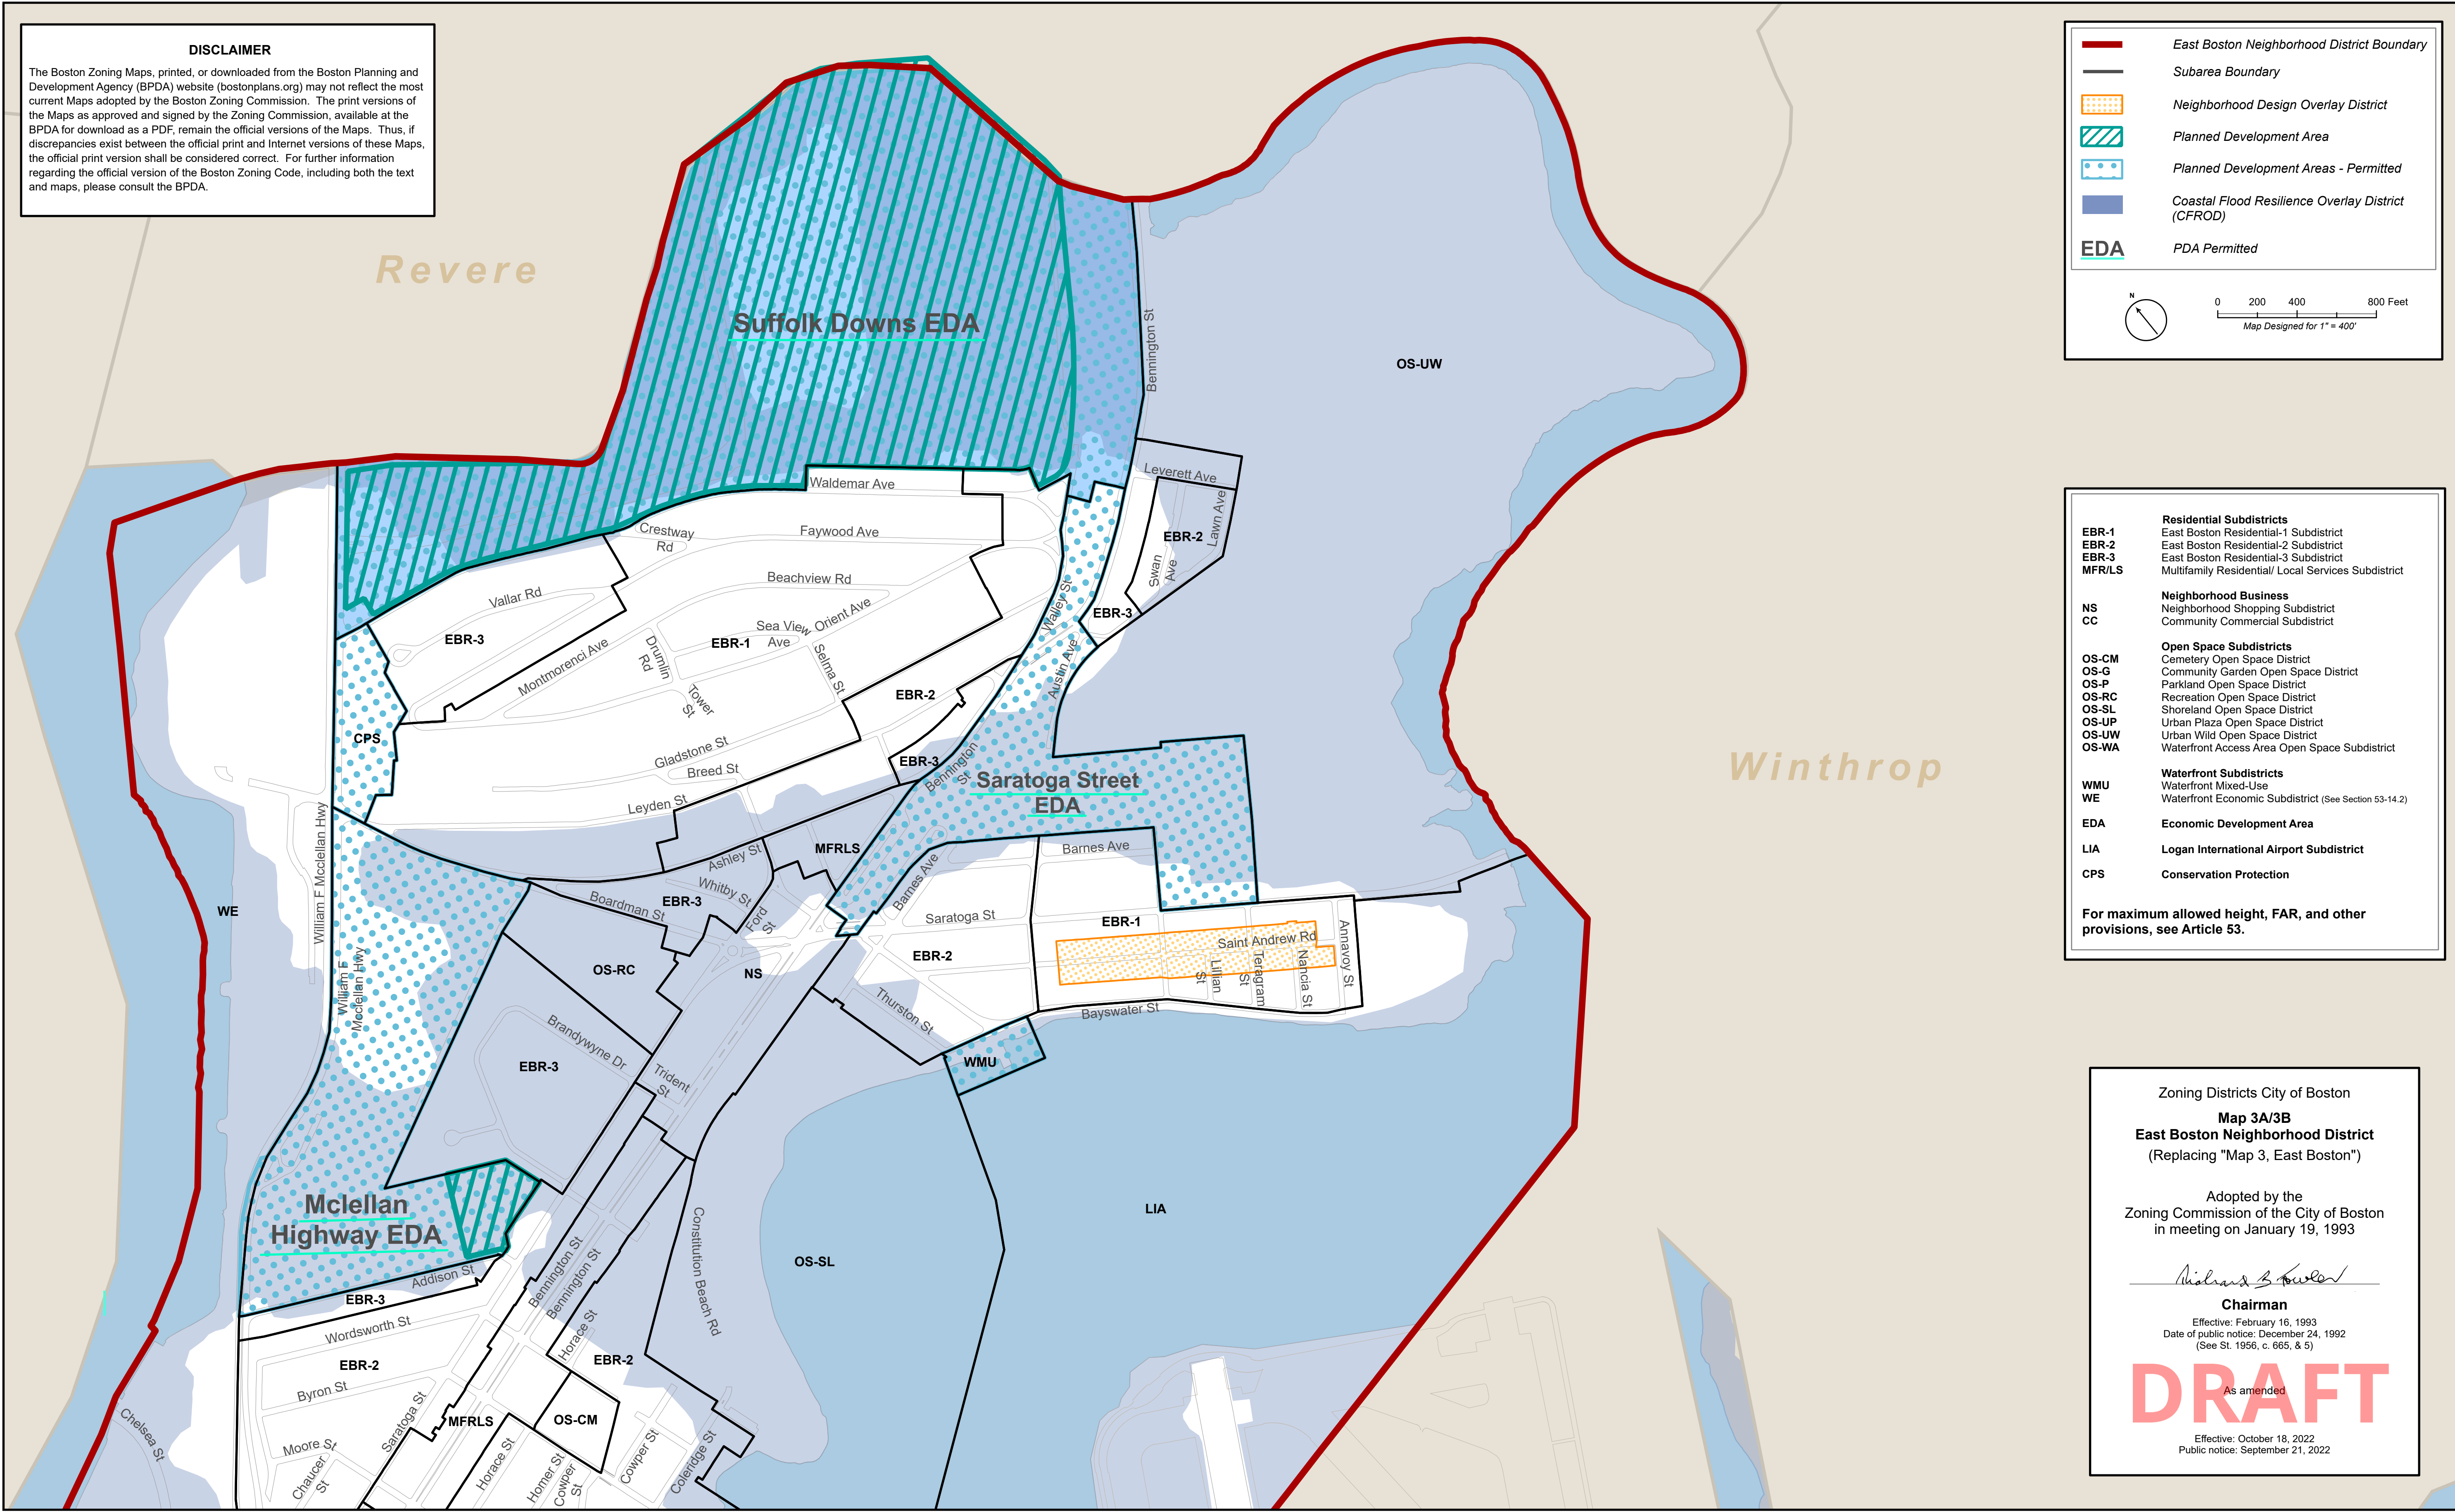 DISCLAIMER
The Boston Zoning Maps, printed, or downloaded from the Boston Planning and
Development Agency (BPDA) website (bostonplans.org) may not reflect the most
current Maps adopted by the Boston Zoning Commission. The print versions of
the Maps as approved and signed by the Zoning Commission, available at the
BPDA for download as a PDF, remain the official versions of the Maps. Thus, if
discrepancies exist between the official print and Internet versions of these Maps,
the official print version shall be considered correct. For further information
regarding the official version of the Boston Zoning Code, including both the text
and maps, please consult the BPDA.
Revere
Suffolk Downs EDA
Bennington St
OS-UW
Waldemar Ave
Leverett Ave
Lawn Ave
EBR-2
Swan
Ave
Crestway
Rd
Faywood Ave
Beachview Rd
Vallar Rd
EBR-3
Montmorenci Ave
Drumlin
Rd
EBR-1
Sea View
Ave
Orient Ave
Selma St
Tower
St
Walley St
EBR-3
Austin Ave
EBR-2
CPS
Gladstone St
Breed St
Leyden St
EBR-3
Bennington
St
Saratoga Street
EDA
Winthrop
William F Mcclellan Hwy
Ashley St
MFRLS
Barnes Ave
Barnes Ave
Whitby St
Boardman St
EBR-3
Ford
St
WE
Saratoga St
EBR-1
Saint Andrew Rd
Annavoy St
EBR-2
Lillian
St
Teragram
St
Nancia St
OS-RC
NS
William F
Mcclellan Hwy
Thurston St
Bayswater St
Brandywyne Dr
EBR-3
Trident
St
WMU
Mclellan
Highway EDA
LIA
Constitution Beach Rd
OS-SL
Addison St
Bennington St
Bennington St
EBR-3
Wordsworth St
Horace St
EBR-2
EBR-2
Byron St
Chelsea St
Saratoga St
MFRLS
OS-CM
Moore St
Chaucer
St
Horace St
Homer St
Cowper
St
Cowper St
Coleridge St
East Boston Neighborhood District Boundary
Subarea Boundary
Neighborhood Design Overlay District
Planned Development Area
Planned Development Areas - Permitted
Coastal Flood Resilience Overlay District
(CFROD)
EDA PDA Permitted
N
0 200 400 800 Feet
Map Designed for 1" = 400'
Residential Subdistricts
EBR-1 East Boston Residential-1 Subdistrict
EBR-2 East Boston Residential-2 Subdistrict
EBR-3 East Boston Residential-3 Subdistrict
MFR/LS Multifamily Residential/ Local Services Subdistrict
Neighborhood Business
NS Neighborhood Shopping Subdistrict
CC Community Commercial Subdistrict
Open Space Subdistricts
OS-CM Cemetery Open Space District
OS-G Community Garden Open Space District
OS-P Parkland Open Space District
OS-RC Recreation Open Space District
OS-SL Shoreland Open Space District
OS-UP Urban Plaza Open Space District
OS-UW Urban Wild Open Space District
OS-WA Waterfront Access Area Open Space Subdistrict
Waterfront Subdistricts
WMU Waterfront Mixed-Use
WE Waterfront Economic Subdistrict (See Section 53-14.2)
EDA Economic Development Area
LIA Logan International Airport Subdistrict
CPS Conservation Protection
For maximum allowed height, FAR, and other
provisions, see Article 53.
Zoning Districts City of Boston
Map 3A/3B
East Boston Neighborhood District
(Replacing "Map 3, East Boston")
Adopted by the
Zoning Commission of the City of Boston
in meeting on January 19, 1993
Richard B Fowler
Chairman
Effective: February 16, 1993
Date of public notice: December 24, 1992
(See St. 1956, c. 665, & 5)
DRAFT
As amended
Effective: October 18, 2022
Public notice: September 21, 2022